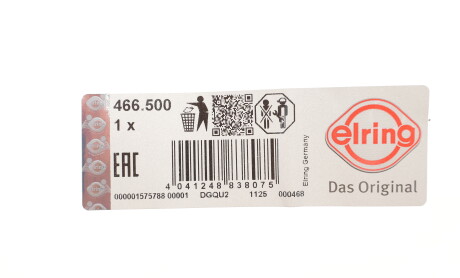 466.500
1 x
EAC
4 041248 838075
000001575788 00001 DGQU2 1125 000468
Elring Germany
elring
Das Original